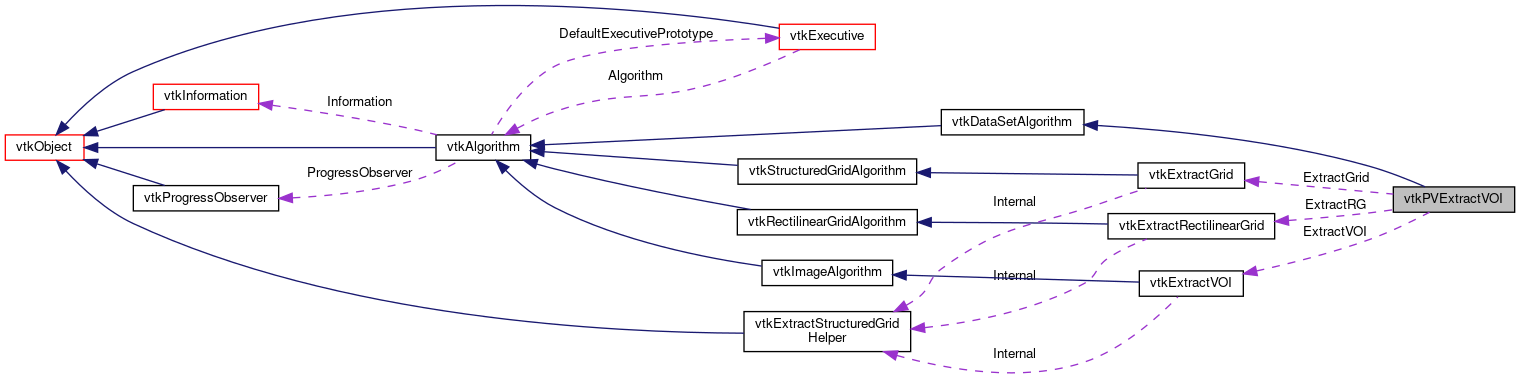 DefaultExecutivePrototype
vtkExecutive
Algorithm
vtkInformation
Information
vtkDataSetAlgorithm
vtkObject
vtkAlgorithm
vtkStructuredGridAlgorithm
ProgressObserver
vtkExtractGrid
ExtractGrid
vtkProgressObserver
vtkPVExtractVOI
Internal
ExtractRG
vtkRectilinearGridAlgorithm
vtkExtractRectilinearGrid
ExtractVOI
vtkImageAlgorithm
Internal
vtkExtractVOI
vtkExtractStructuredGrid
Helper
Internal